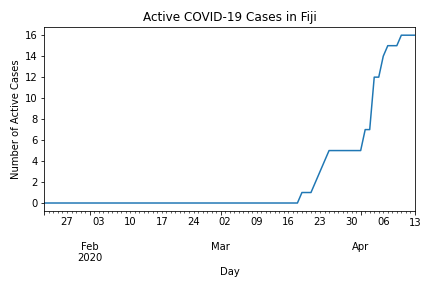 Active COVID-19 Cases in Fiji
Number of Active Cases
16
14
12
10
8
6
4
2
0
27 03 10 17 24 02 09 16 23 30 06 13
Feb Mar Apr
2020
Day